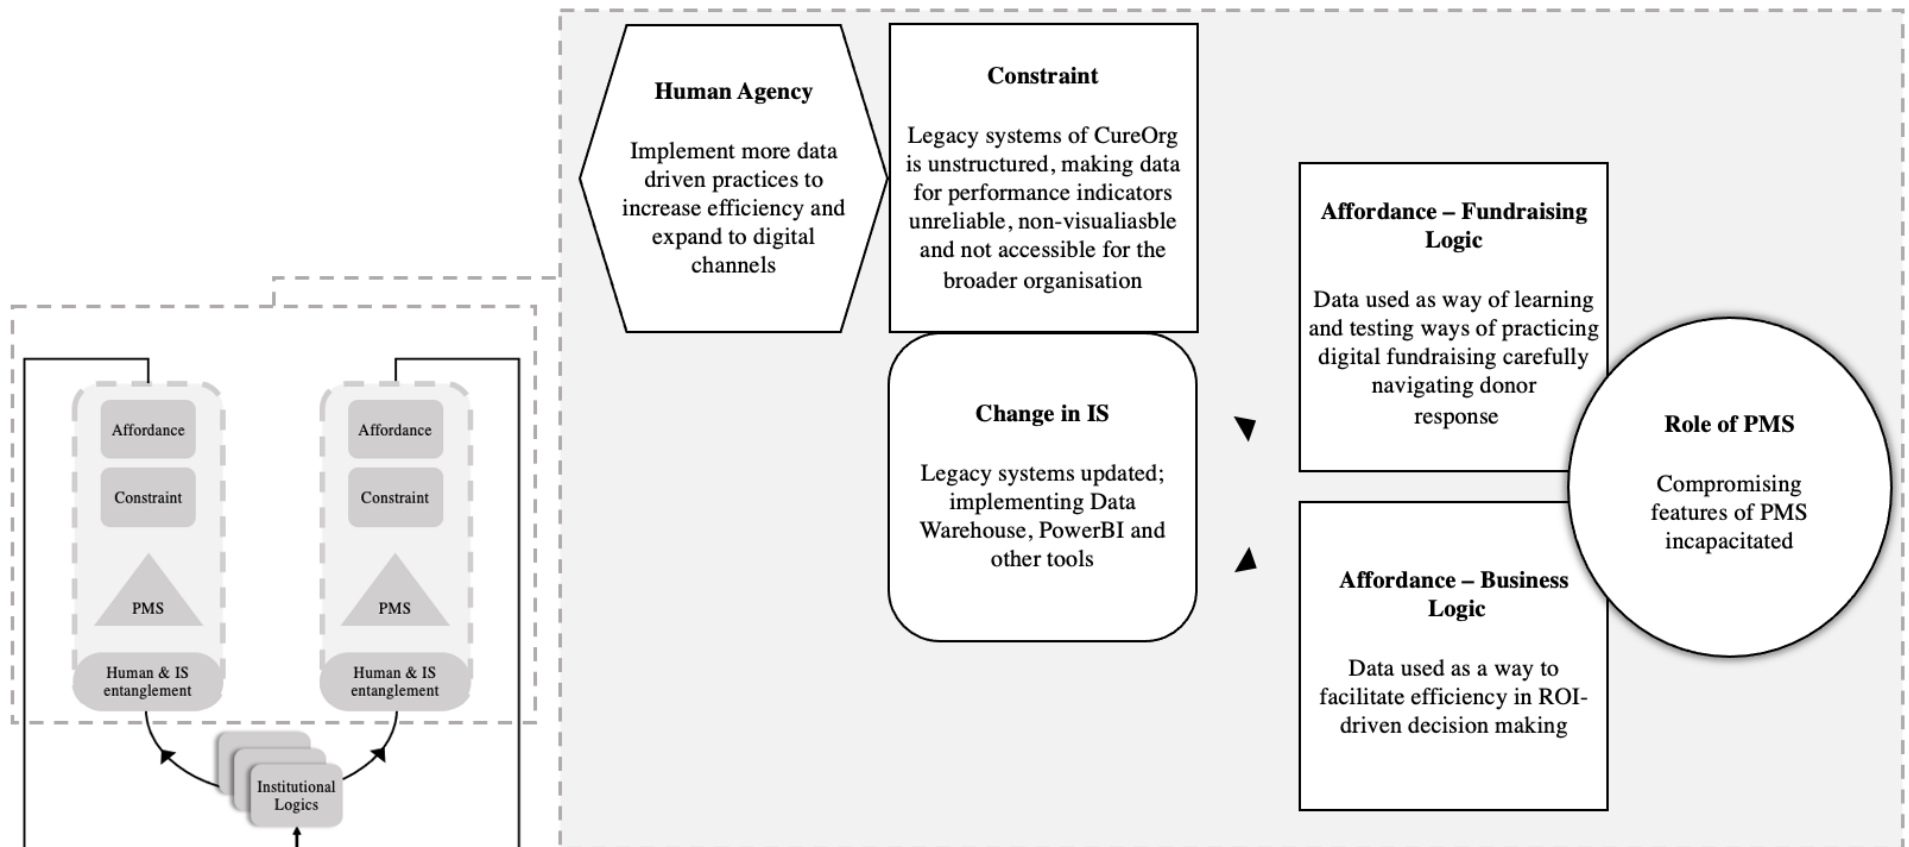 Human Agency
Implement more data
driven practices to
increase efficiency and
expand to digital
channels
Constraint
Legacy systems of CureOrg
is unstructured, making data
for performance indicators
unreliable, non-visualiasble
and not accessible for the
broader organisation
Change in IS
Legacy systems updated;
implementing Data
Warehouse, PowerBI and
other tools
Affordance – Fundraising
Logic
Data used as way of learning
and testing ways of practicing
digital fundraising carefully
navigating donor
response
Affordance – Business
Logic
Data used as a way to
facilitate efficiency in ROI-
driven decision making
Role of PMS
Compromising
features of PMS
incapacitated
Affordance
Constraint
PMS
Human & IS
entanglement
Affordance
Constraint
PMS
Human & IS
entanglement
Institutional
Logics